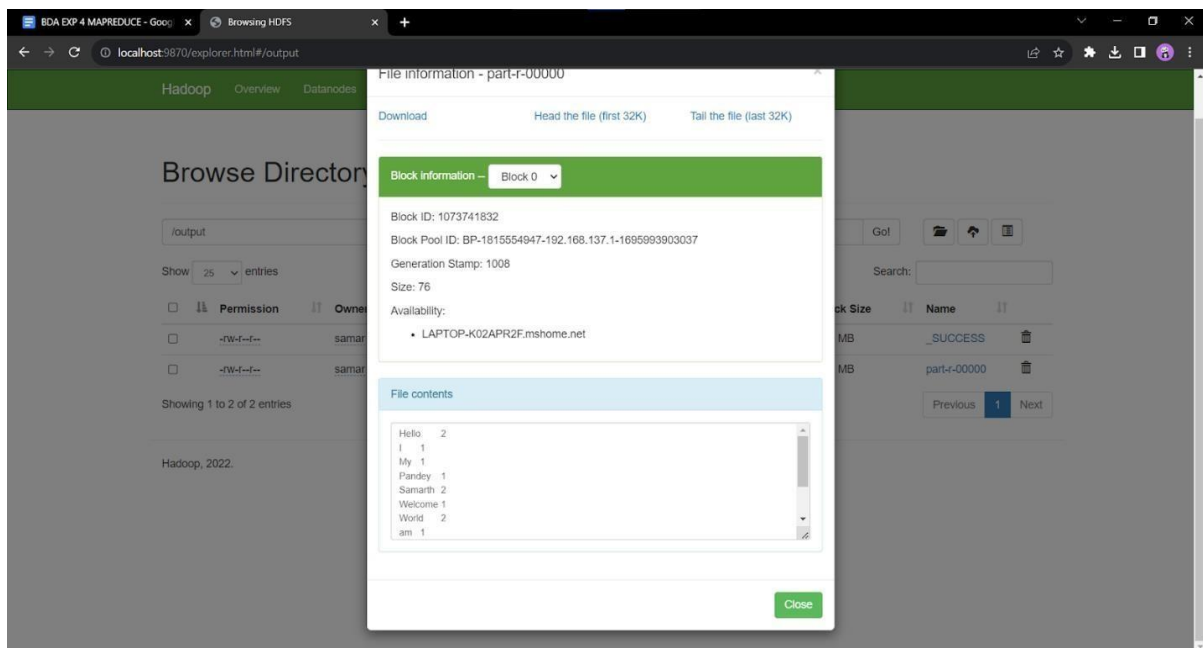 BDA EXP 4 MAPREDUCE - Goog
Browsing HDFS
localhost:9870/explorer.html#/output
Hadoop Overview Datanodes
File information - part-r-00000
Download Head the file (first 32K) Tail the file (last 32K)
Browse Directory
Block information -- Block 0
/output
Go!
Block ID: 1073741832
Block Pool ID: BP-1815554947-192.168.137.1-1695993903037
Generation Stamp: 1008
Size: 76
Availability:
LAPTOP-K02APR2F.mshome.net
Show 25 entries
Search:
Permission Owner ck Size Name
-rw-r--r-- samar MB _SUCCESS
-rw-r--r-- samar MB part-r-00000
Showing 1 to 2 of 2 entries
Previous 1 Next
Hadoop, 2022.
File contents
Hello 2
I 1
My 1
Pandey 1
Samarth 2
Welcome 1
World 2
am 1
Close